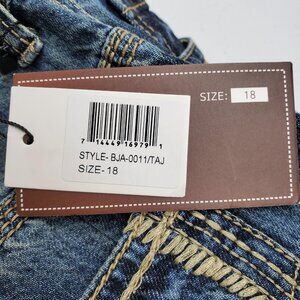 SIZE: 18
7 14449 16979 1
STYLE- BJA-0011/TAJ
SIZE- 18